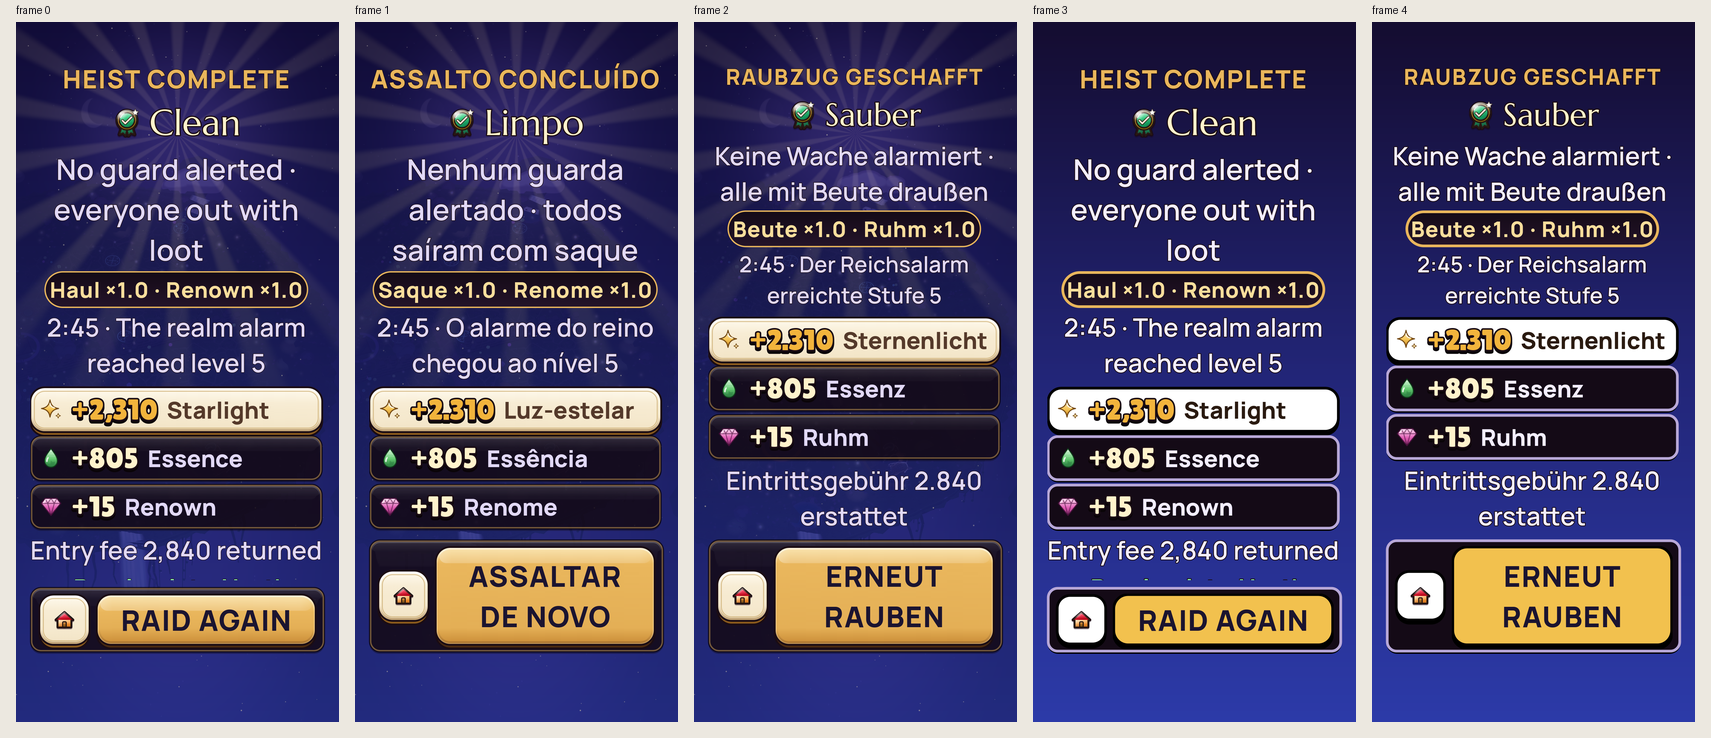 frame 0
HEIST COMPLETE
Clean
No guard alerted ·
everyone out with
loot
Haul ×1.0 · Renown ×1.0
2:45 · The realm alarm
reached level 5
+2,310 Starlight
+805 Essence
+15 Renown
Entry fee 2,840 returned
RAID AGAIN
frame 1
ASSALTO CONCLUÍDO
Limpo
Nenhum guarda
alertado · todos
saíram com saque
Saque ×1.0 · Renome ×1.0
2:45 · O alarme do reino
chegou ao nível 5
+2.310 Luz-estelar
+805 Essência
+15 Renome
ASSALTAR
DE NOVO
frame 2
RAUBZUG GESCHAFFT
Sauber
Keine Wache alarmiert ·
alle mit Beute draußen
Beute ×1.0 · Ruhm ×1.0
2:45 · Der Reichsalarm
erreichte Stufe 5
+2.310 Sternenlicht
+805 Essenz
+15 Ruhm
Eintrittsgebühr 2.840
erstattet
ERNEUT
RAUBEN
frame 3
HEIST COMPLETE
Clean
No guard alerted ·
everyone out with
loot
Haul ×1.0 · Renown ×1.0
2:45 · The realm alarm
reached level 5
+2,310 Starlight
+805 Essence
+15 Renown
Entry fee 2,840 returned
RAID AGAIN
frame 4
RAUBZUG GESCHAFFT
Sauber
Keine Wache alarmiert ·
alle mit Beute draußen
Beute ×1.0 · Ruhm ×1.0
2:45 · Der Reichsalarm
erreichte Stufe 5
+2.310 Sternenlicht
+805 Essenz
+15 Ruhm
Eintrittsgebühr 2.840
erstattet
ERNEUT
RAUBEN